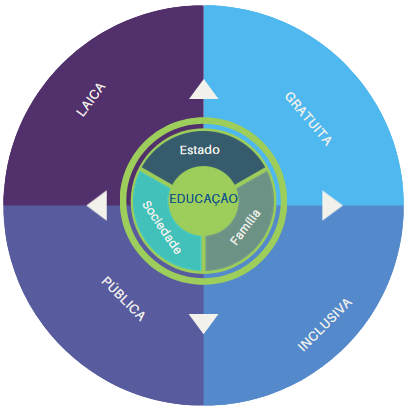 LAICA
GRATUITA
Estado
EDUCAÇÃO
Sociedade
Família
PÚBLICA
INCLUSIVA